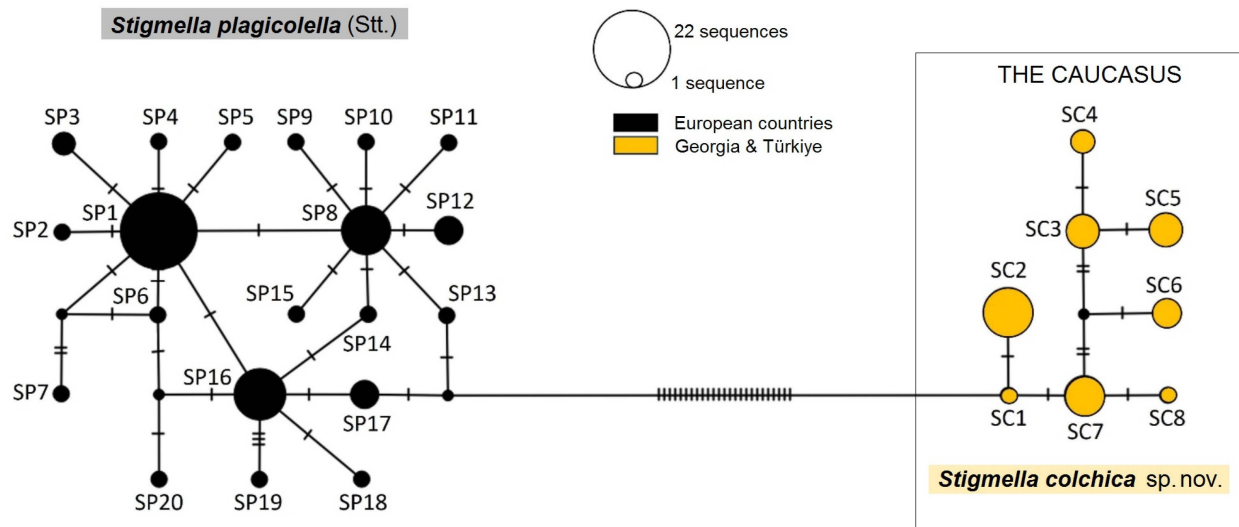 Stigmella plagicolella (Stt.)
22 sequences
1 sequence
European countries
Georgia & Türkiye
THE CAUCASUS
SP3
SP4
SP5
SP9
SP10
SP11
SC4
SP2
SP1
SP8
SP12
SC3
SC5
SC2
SP6
SP15
SP14
SP13
SC6
SP7
SP16
SP17
SC1
SC7
SC8
SP20
SP19
SP18
Stigmella colchica sp. nov.